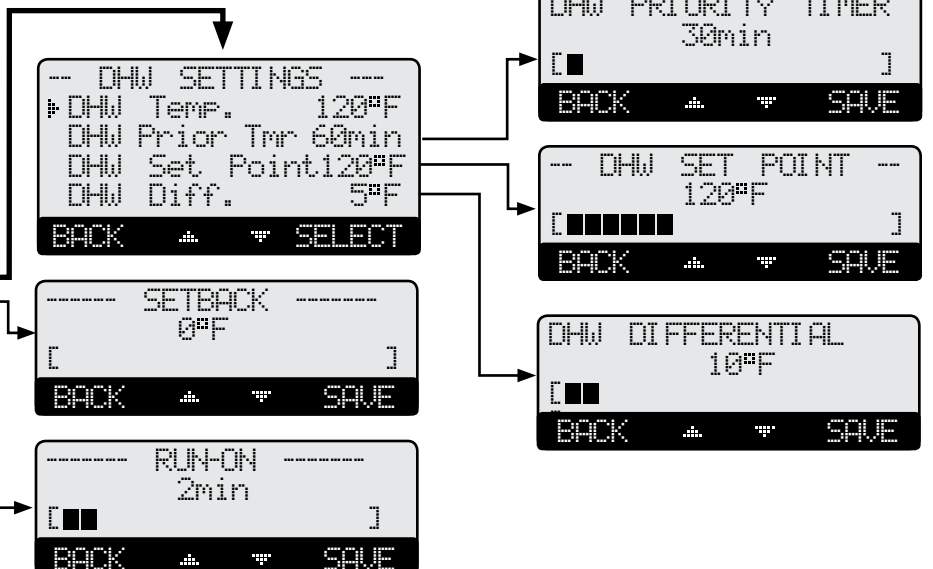 -- DHW SETTINGS ---
DHW Temp. 120°F
DHW Prior Tmr 60min
DHW Set Point120°F
DHW Diff. 5°F
BACK SELECT
------ SETBACK -------
0°F
[ ]
BACK SAVE
------- RUN-ON -------
2min
[ ]
BACK SAVE
DHW PRIORITY TIMER
30min
[ ]
BACK SAVE
-- DHW SET POINT --
120°F
[ ]
BACK SAVE
DHW DIFFERENTIAL
10°F
[
BACK SAVE